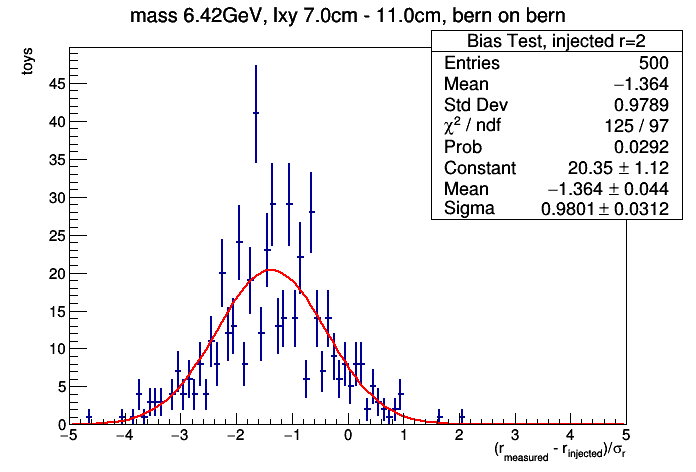 mass 6.42GeV, lxy 7.0cm - 11.0cm, bern on bern
toys
Bias Test, injected r=2
Entries 500
Mean −1.364
Std Dev 0.9789
χ² / ndf 125 / 97
Prob 0.0292
Constant 20.35 ± 1.12
Mean −1.364 ± 0.044
Sigma 0.9801 ± 0.0312
45
40
35
30
25
20
15
10
5
0
−5 −4 −3 −2 −1 0 1 2 3 4 5
(r_measured - r_injected)/σ_r